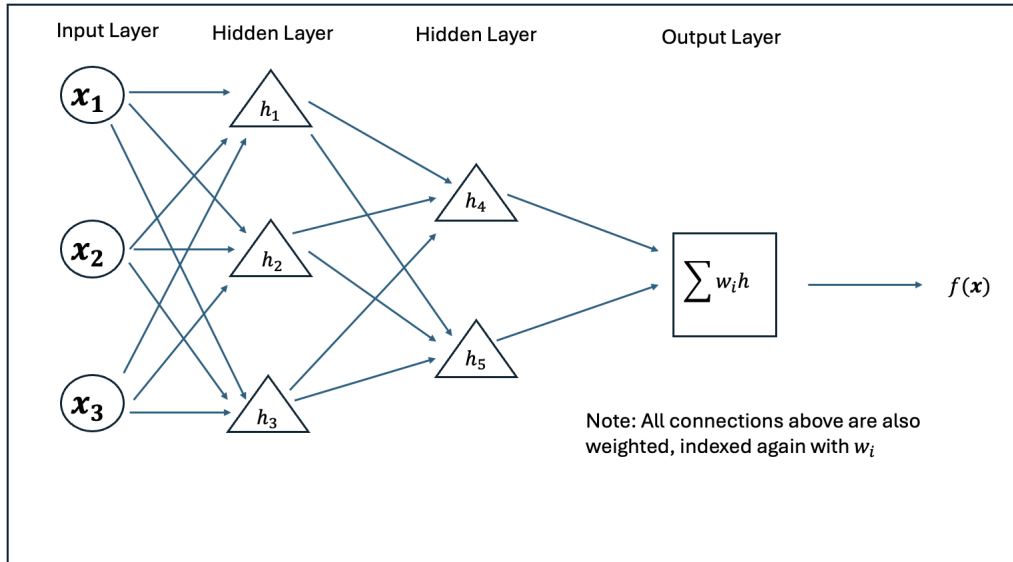 Input Layer
Hidden Layer
Hidden Layer
Output Layer
x₁
h₁
x₂
h₂
h₄
∑ wᵢh
f(x)
x₃
h₃
h₅
Note: All connections above are also
weighted, indexed again with wᵢ